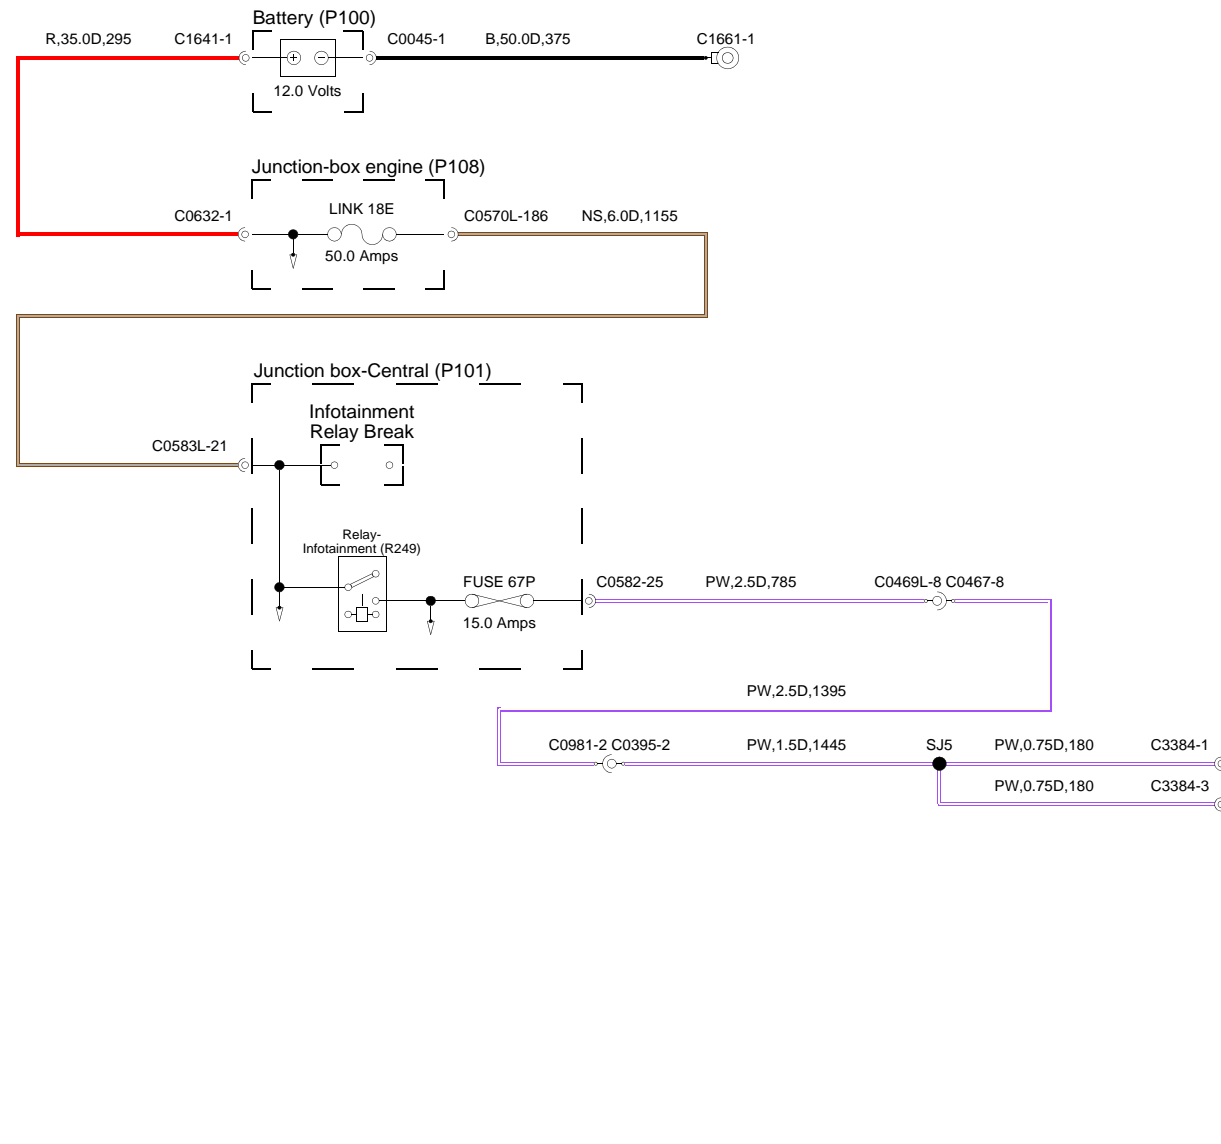 Battery (P100)
R,35.0D,295 C1641-1 C0045-1 B,50.0D,375 C1661-1
12.0 Volts
Junction-box engine (P108)
LINK 18E
C0632-1 C0570L-186 NS,6.0D,1155
50.0 Amps
Junction box-Central (P101)
Infotainment
Relay Break
C0583L-21
Relay-
Infotainment (R249)
FUSE 67P C0582-25 PW,2.5D,785 C0469L-8 C0467-8
15.0 Amps
PW,2.5D,1395
C0981-2 C0395-2 PW,1.5D,1445 SJ5 PW,0.75D,180 C3384-1
PW,0.75D,180 C3384-3